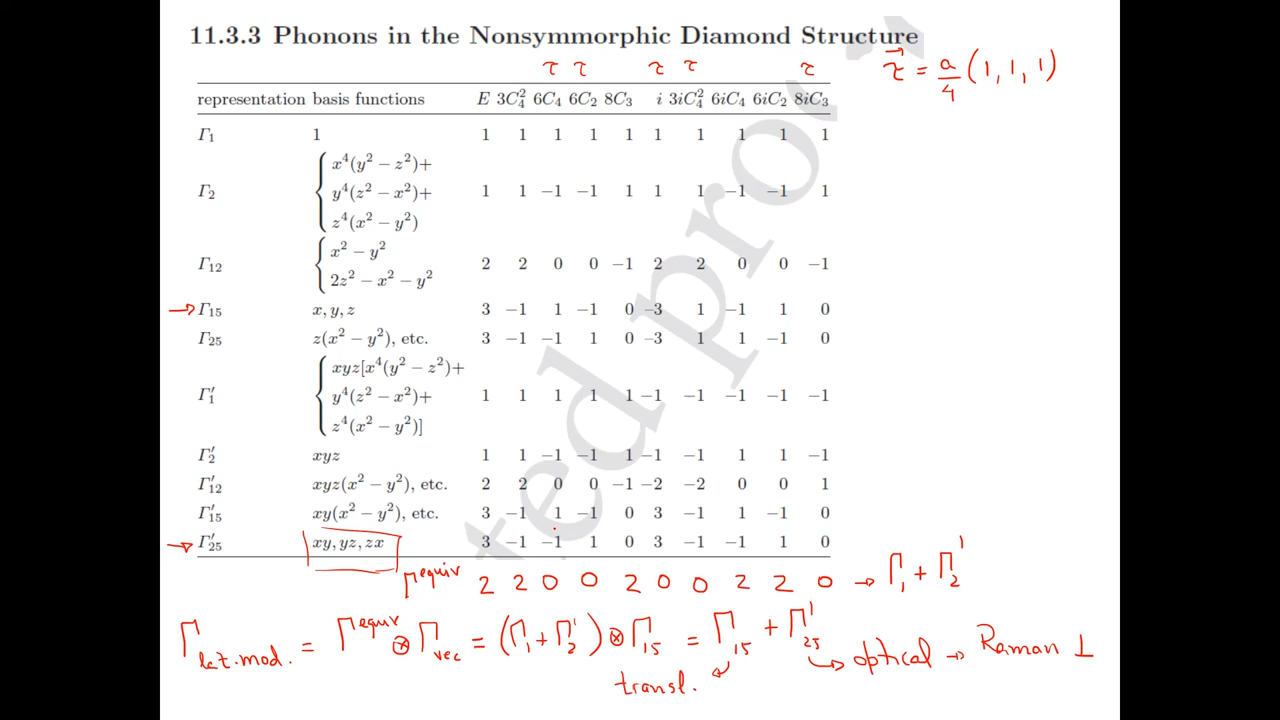 11.3.3 Phonons in the Nonsymmorphic Diamond Structure
τ τ τ τ τ
τ⃗ = a/4 (1, 1, 1)
representation basis functions E 3C₄² 6C₄ 6C₂ 8C₃ i 3iC₄² 6iC₄ 6iC₂ 8iC₃
Γ₁ 1 1 1 1 1 1 1 1 1 1 1
x⁴(y² − z²)+
Γ₂ y⁴(z² − x²)+ 1 1 −1 −1 1 1 1 −1 −1 1
z⁴(x² − y²)
x² − y²
Γ₁₂ 2 2 0 0 −1 2 2 0 0 −1
2z² − x² − y²
→ Γ₁₅ x, y, z 3 −1 1 −1 0 −3 1 −1 1 0
Γ₂₅ z(x² − y²), etc. 3 −1 −1 1 0 −3 1 1 −1 0
xyz[x⁴(y² − z²)+
Γ₁′ y⁴(z² − x²)+ 1 1 1 1 1 −1 −1 −1 −1 −1
z⁴(x² − y²)]
Γ₂′ xyz 1 1 −1 −1 1 −1 −1 1 1 −1
Γ₁₂′ xyz(x² − y²), etc. 2 2 0 0 −1 −2 −2 0 0 1
Γ₁₅′ xy(x² − y²), etc. 3 −1 1 −1 0 3 −1 1 −1 0
→ Γ₂₅′ xy, yz, zx 3 −1 −1 1 0 3 −1 −1 1 0
Γ^equiv 2 2 0 0 2 0 0 2 2 0 → Γ₁ + Γ₂′
Γ_lat.mod. = Γ^equiv ⊗ Γ_vec = (Γ₁ + Γ₂′) ⊗ Γ₁₅ = Γ₁₅ + Γ₂₅′
→ optical → Raman ⊥
transl.